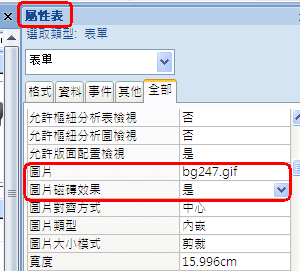 屬性表
選取類型: 表單
表單
格式 資料 事件 其他 全部
允許樞紐分析表檢視 否
允許樞紐分析圖檢視 否
允許版面配置檢視 是
圖片 bg247.gif
圖片磁磚效果 是
圖片對齊方式 中心
圖片類型 內嵌
圖片大小模式 剪裁
寬度 15.996cm